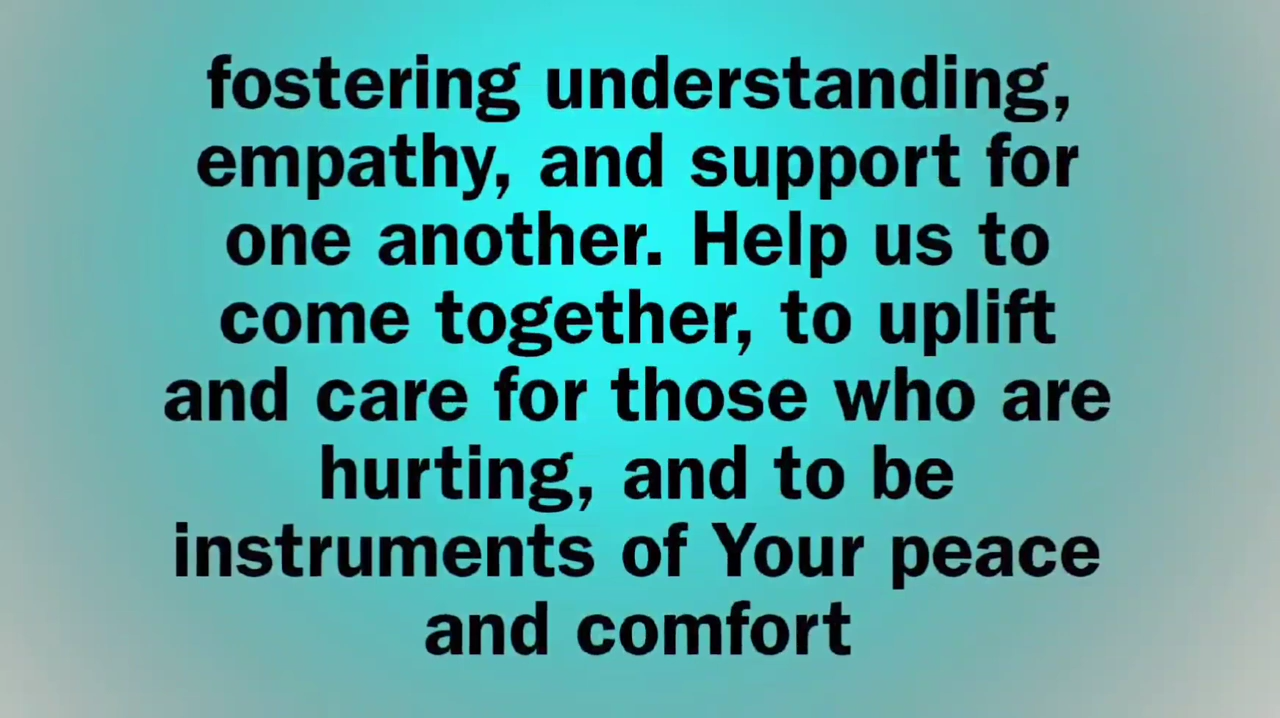 fostering understanding,
empathy, and support for
one another. Help us to
come together, to uplift
and care for those who are
hurting, and to be
instruments of Your peace
and comfort